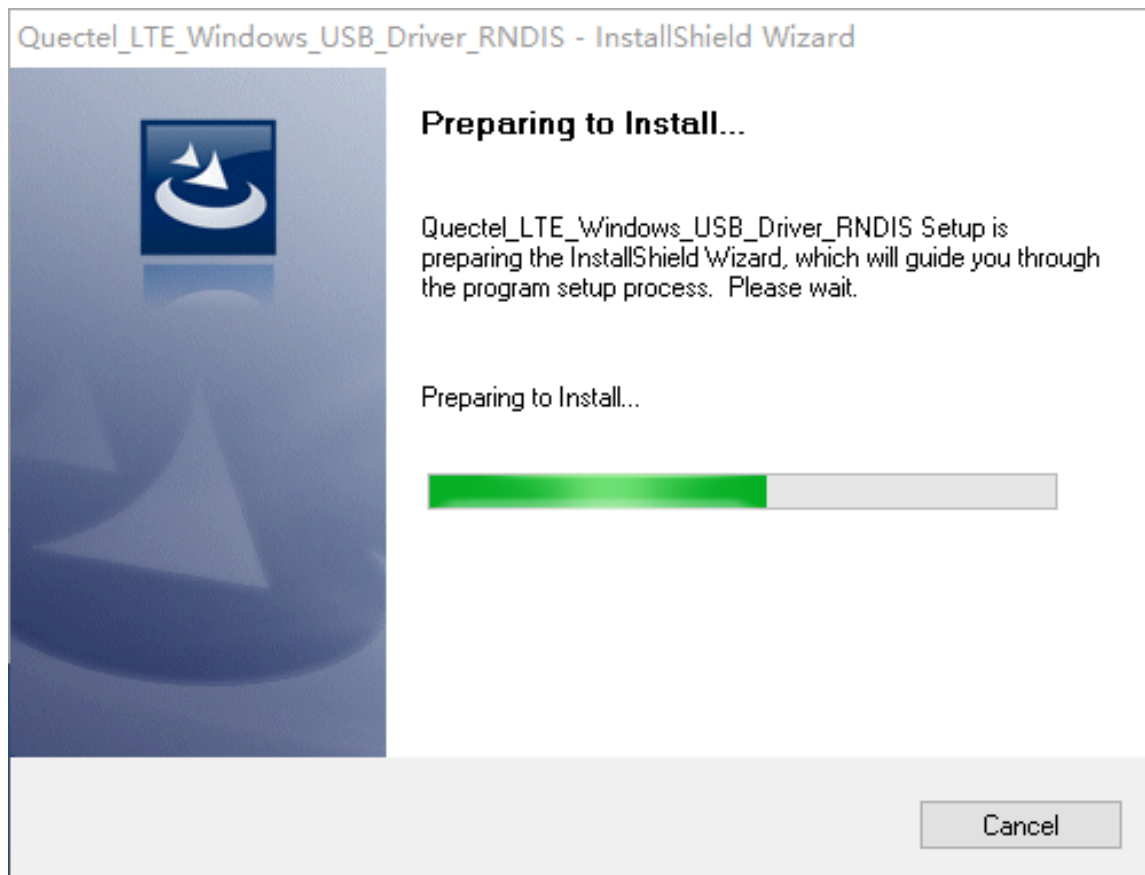 Quectel_LTE_Windows_USB_Driver_RNDIS - InstallShield Wizard
Preparing to Install...
Quectel_LTE_Windows_USB_Driver_RNDIS Setup is
preparing the InstallShield Wizard, which will guide you through
the program setup process.  Please wait.
Preparing to Install...
Cancel